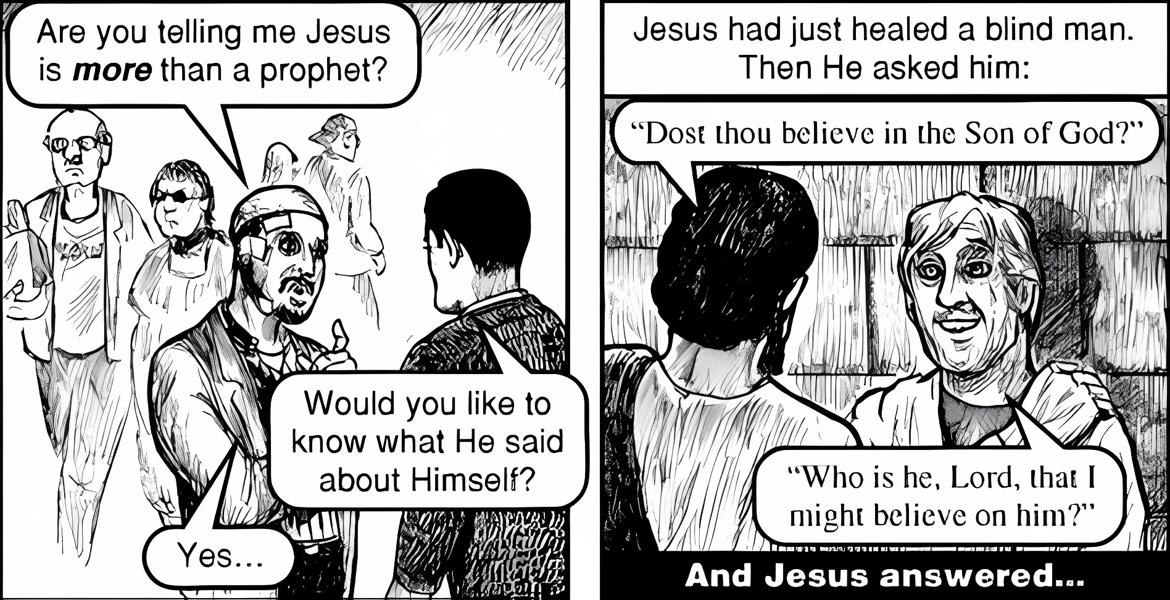 Are you telling me Jesus
is more than a prophet?
Would you like to
know what He said
about Himself?
Yes...
Jesus had just healed a blind man.
Then He asked him:
“Dost thou believe in the Son of God?”
“Who is he, Lord, that I
might believe on him?”
And Jesus answered...